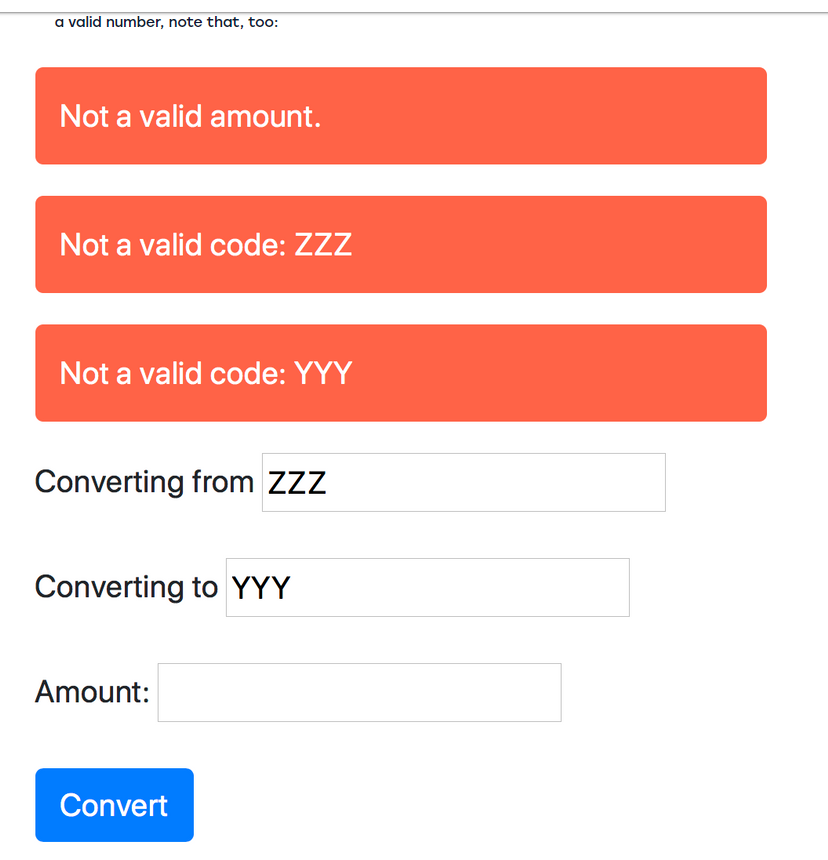 a valid number, note that, too:
Not a valid amount.
Not a valid code: ZZZ
Not a valid code: YYY
Converting from ZZZ
Converting to YYY
Amount:
Convert